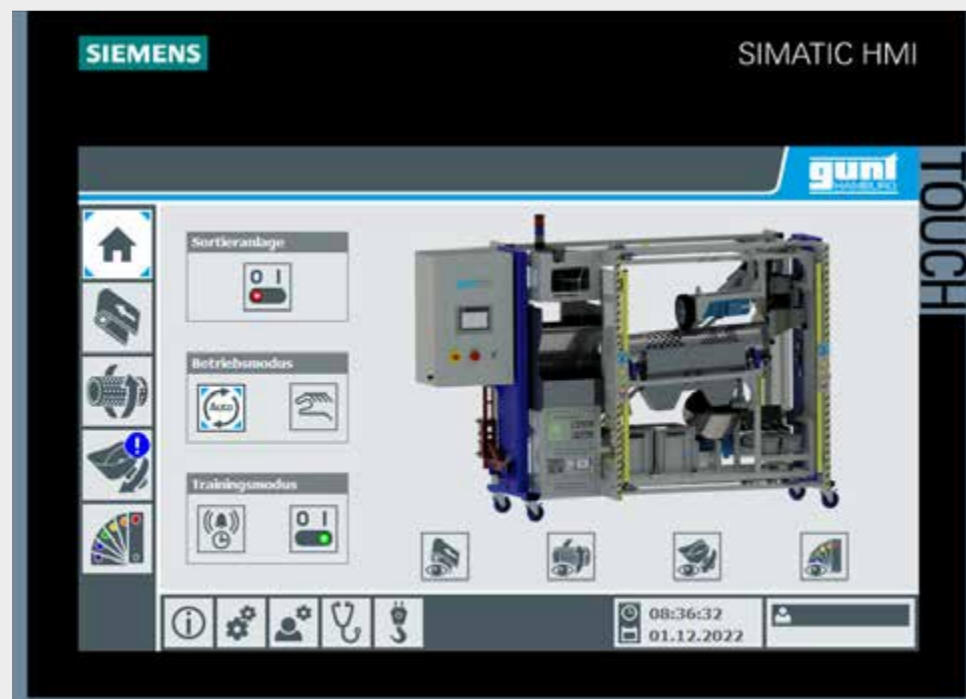 SIEMENS
SIMATIC HMI
gunt
HAMBURG
TOUCH
Sortieranlage
0 I
Betriebsmodus
Auto
Trainingsmodus
0 I
08:36:32
01.12.2022